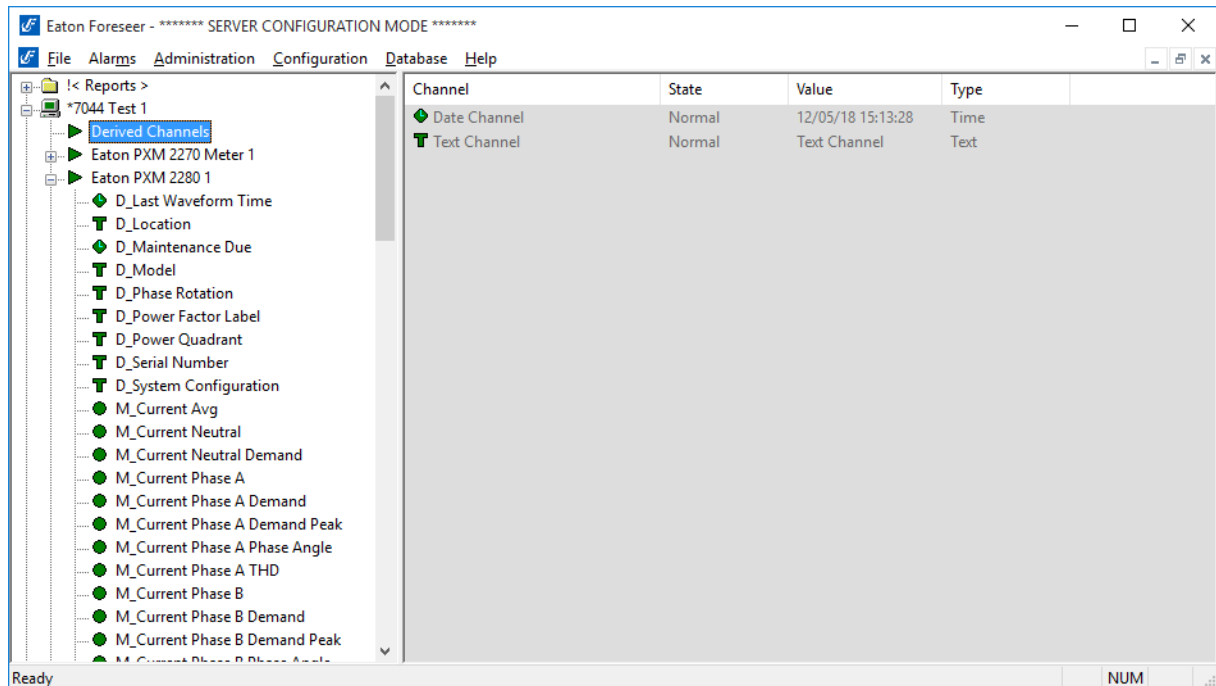 Eaton Foreseer - ******* SERVER CONFIGURATION MODE *******
File Alarms Administration Configuration Database Help
!< Reports >
*7044 Test 1
Derived Channels
Eaton PXM 2270 Meter 1
Eaton PXM 2280 1
D_Last Waveform Time
D_Location
D_Maintenance Due
D_Model
D_Phase Rotation
D_Power Factor Label
D_Power Quadrant
D_Serial Number
D_System Configuration
M_Current Avg
M_Current Neutral
M_Current Neutral Demand
M_Current Phase A
M_Current Phase A Demand
M_Current Phase A Demand Peak
M_Current Phase A Phase Angle
M_Current Phase A THD
M_Current Phase B
M_Current Phase B Demand
M_Current Phase B Demand Peak
M_Current Phase B Phase Angle
Channel State Value Type
Date Channel Normal 12/05/18 15:13:28 Time
Text Channel Normal Text Channel Text
Ready NUM